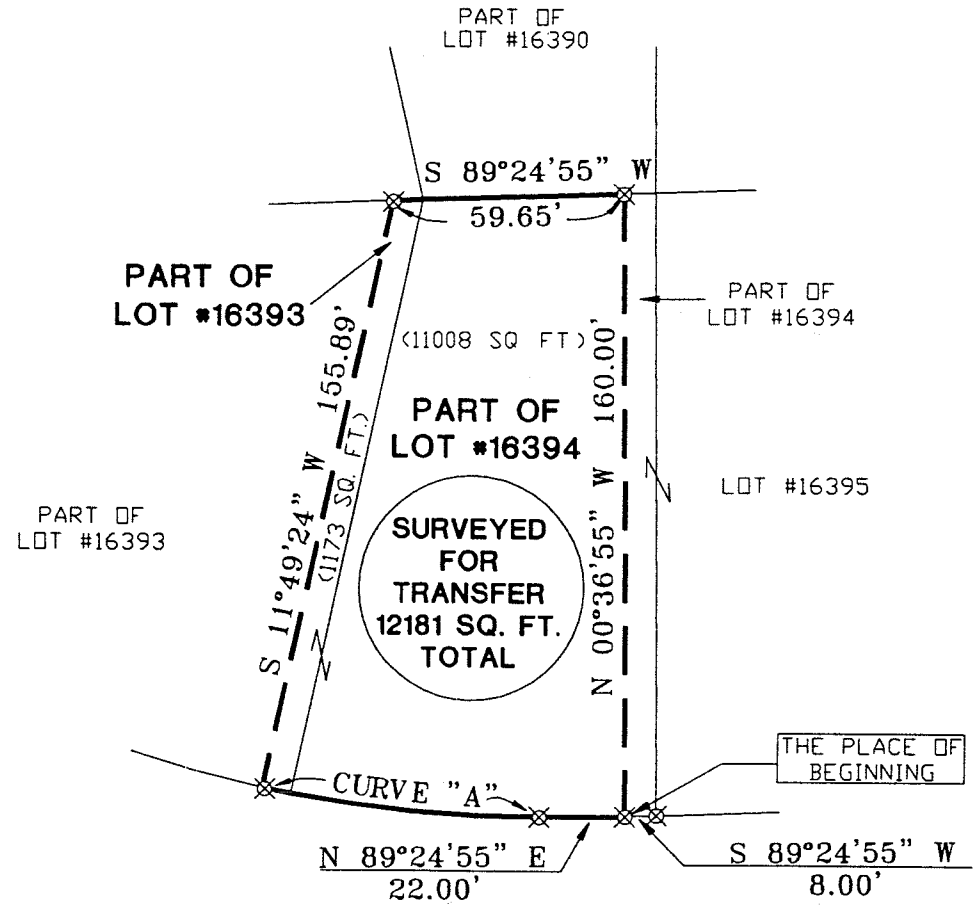 PART OF
LOT #16390
S 89°24'55" W
59.65'
PART OF
LOT #16393
PART OF
LOT #16394
(11008 SQ FT)
155.89'
160.00'
PART OF
LOT #16394
(1173 SQ. FT.)
S 11°49'24" W
N 00°36'55" W
LOT #16395
PART OF
LOT #16393
SURVEYED
FOR
TRANSFER
12181 SQ. FT.
TOTAL
THE PLACE OF
BEGINNING
CURVE "A"
N 89°24'55" E
22.00'
S 89°24'55" W
8.00'